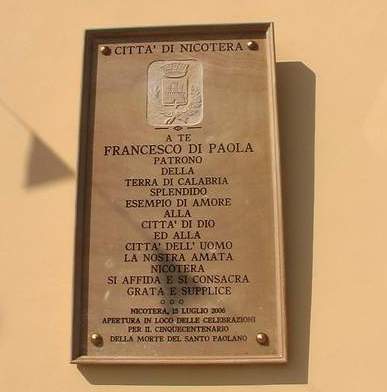 CITTA' DI NICOTERA
A TE
FRANCESCO DI PAOLA
PATRONO
DELLA
TERRA DI CALABRIA
SPLENDIDO
ESEMPIO DI AMORE
ALLA
CITTA' DI DIO
ED ALLA
CITTA' DELL' UOMO
LA NOSTRA AMATA
NICOTERA
SI AFFIDA E SI CONSACRA
GRATA E SUPPLICE
NICOTERA, 15 LUGLIO 2006
APERTURA IN LOCO DELLE CELEBRAZIONI
PER IL CINQUECENTENARIO
DELLA MORTE DEL SANTO PAOLANO